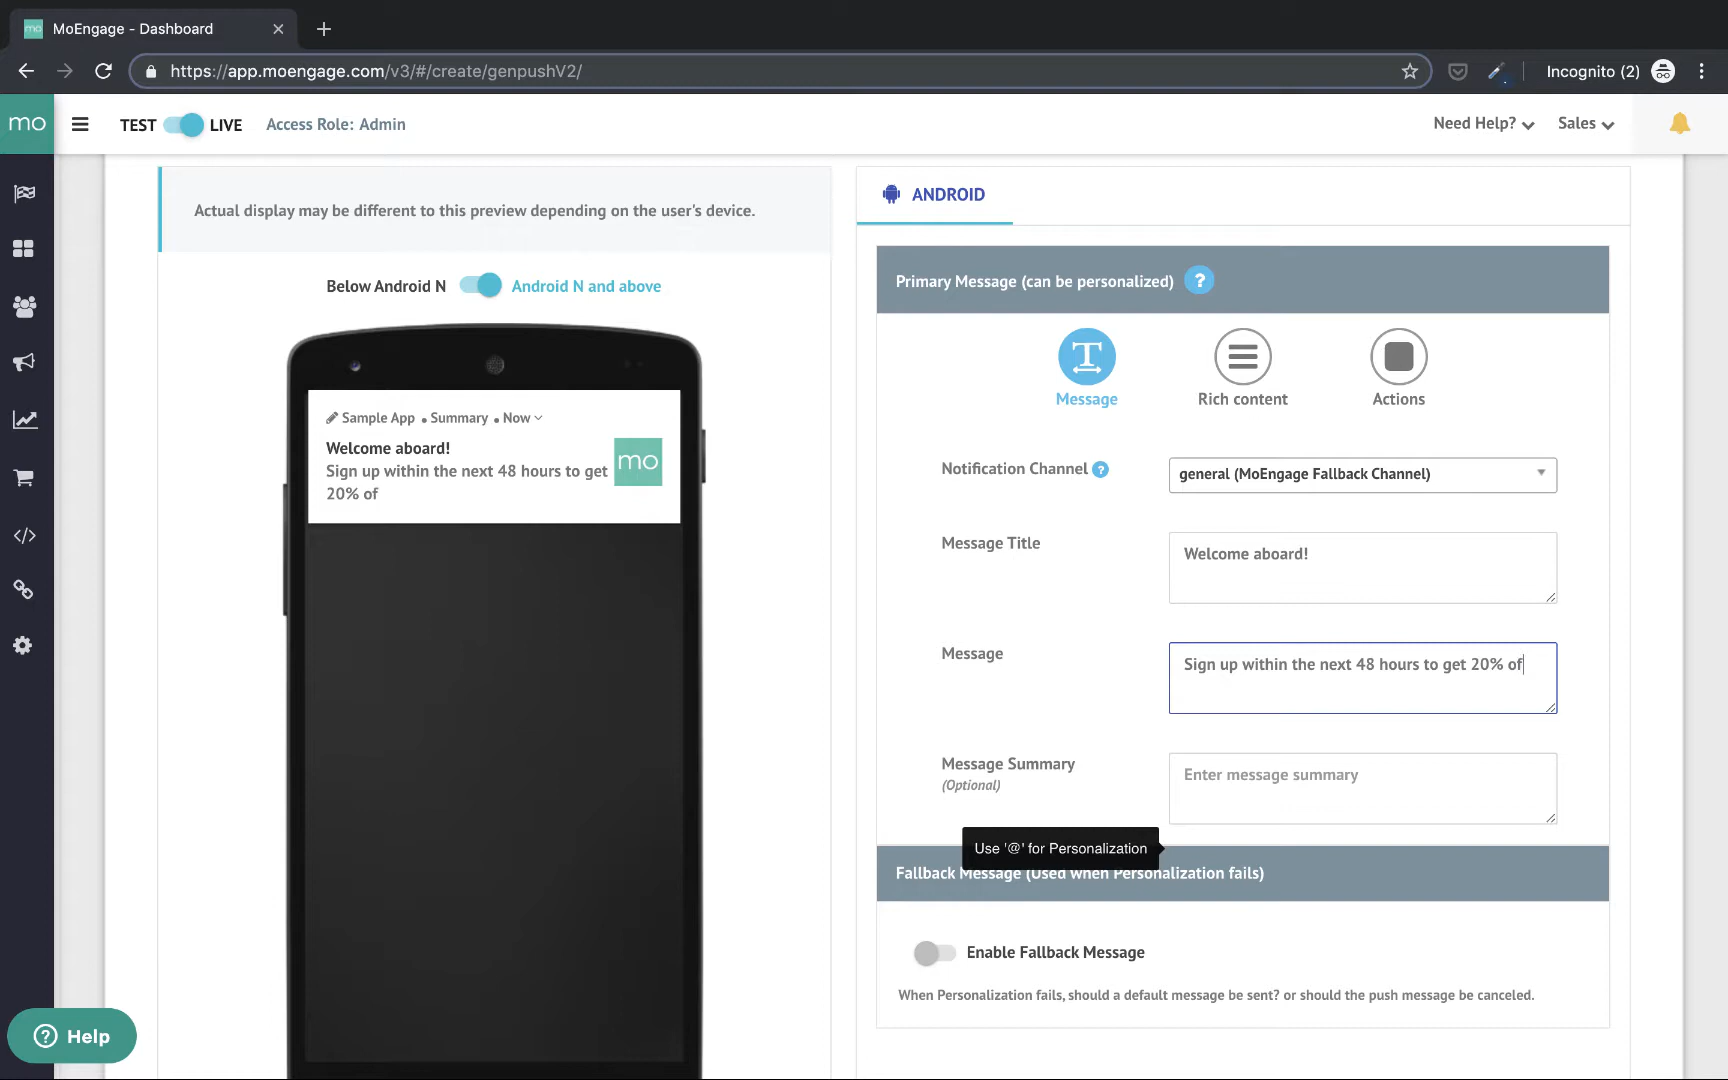 mo MoEngage - Dashboard
https://app.moengage.com/v3/#/create/genpushV2/
Incognito (2)
mo
TEST LIVE Access Role: Admin
Need Help? Sales
Actual display may be different to this preview depending on the user's device.
Below Android N Android N and above
Sample App • Summary • Now
Welcome aboard!
Sign up within the next 48 hours to get
20% of
mo
ANDROID
Primary Message (can be personalized) ?
Message Rich content Actions
Notification Channel ? general (MoEngage Fallback Channel)
Message Title Welcome aboard!
Message Sign up within the next 48 hours to get 20% of
Message Summary Enter message summary
(Optional)
Use '@' for Personalization
Fallback Message (Used when Personalization fails)
Enable Fallback Message
When Personalization fails, should a default message be sent? or should the push message be canceled.
? Help